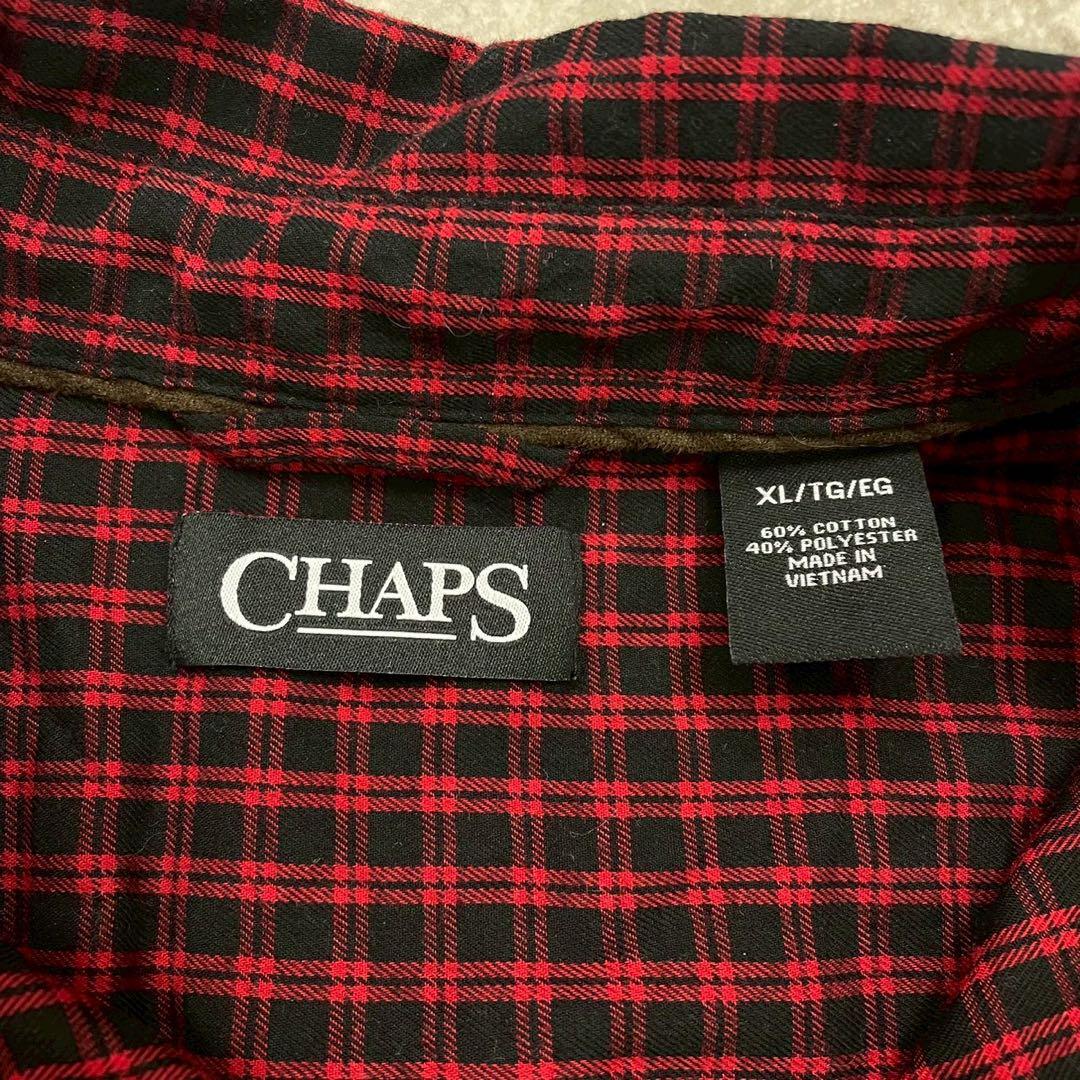 CHAPS
XL/TG/EG
60% COTTON
40% POLYESTER
MADE IN
VIETNAM